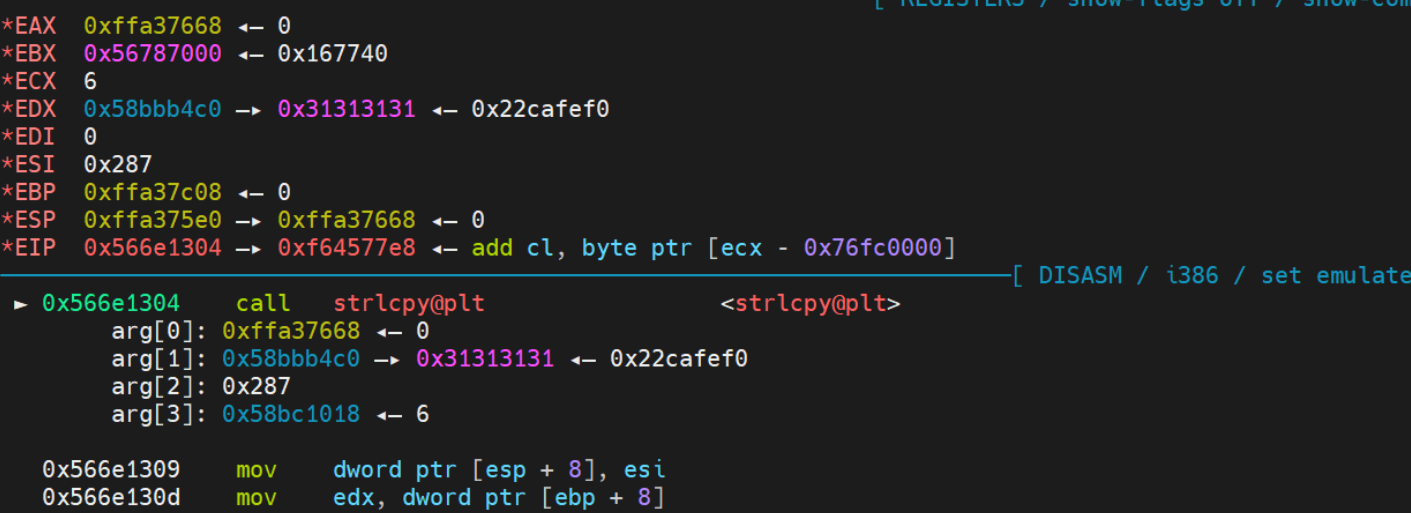 [ REGISTERS / show-flags off / show-com
*EAX 0xffa37668 ◂— 0
*EBX 0x56787000 ◂— 0x167740
*ECX 6
*EDX 0x58bbb4c0 —▸ 0x31313131 ◂— 0x22cafef0
*EDI 0
*ESI 0x287
*EBP 0xffa37c08 ◂— 0
*ESP 0xffa375e0 —▸ 0xffa37668 ◂— 0
*EIP 0x566e1304 —▸ 0xf64577e8 ◂— add cl, byte ptr [ecx - 0x76fc0000]
[ DISASM / i386 / set emulate
► 0x566e1304 call strlcpy@plt <strlcpy@plt>
arg[0]: 0xffa37668 ◂— 0
arg[1]: 0x58bbb4c0 —▸ 0x31313131 ◂— 0x22cafef0
arg[2]: 0x287
arg[3]: 0x58bc1018 ◂— 6
0x566e1309 mov dword ptr [esp + 8], esi
0x566e130d mov edx, dword ptr [ebp + 8]